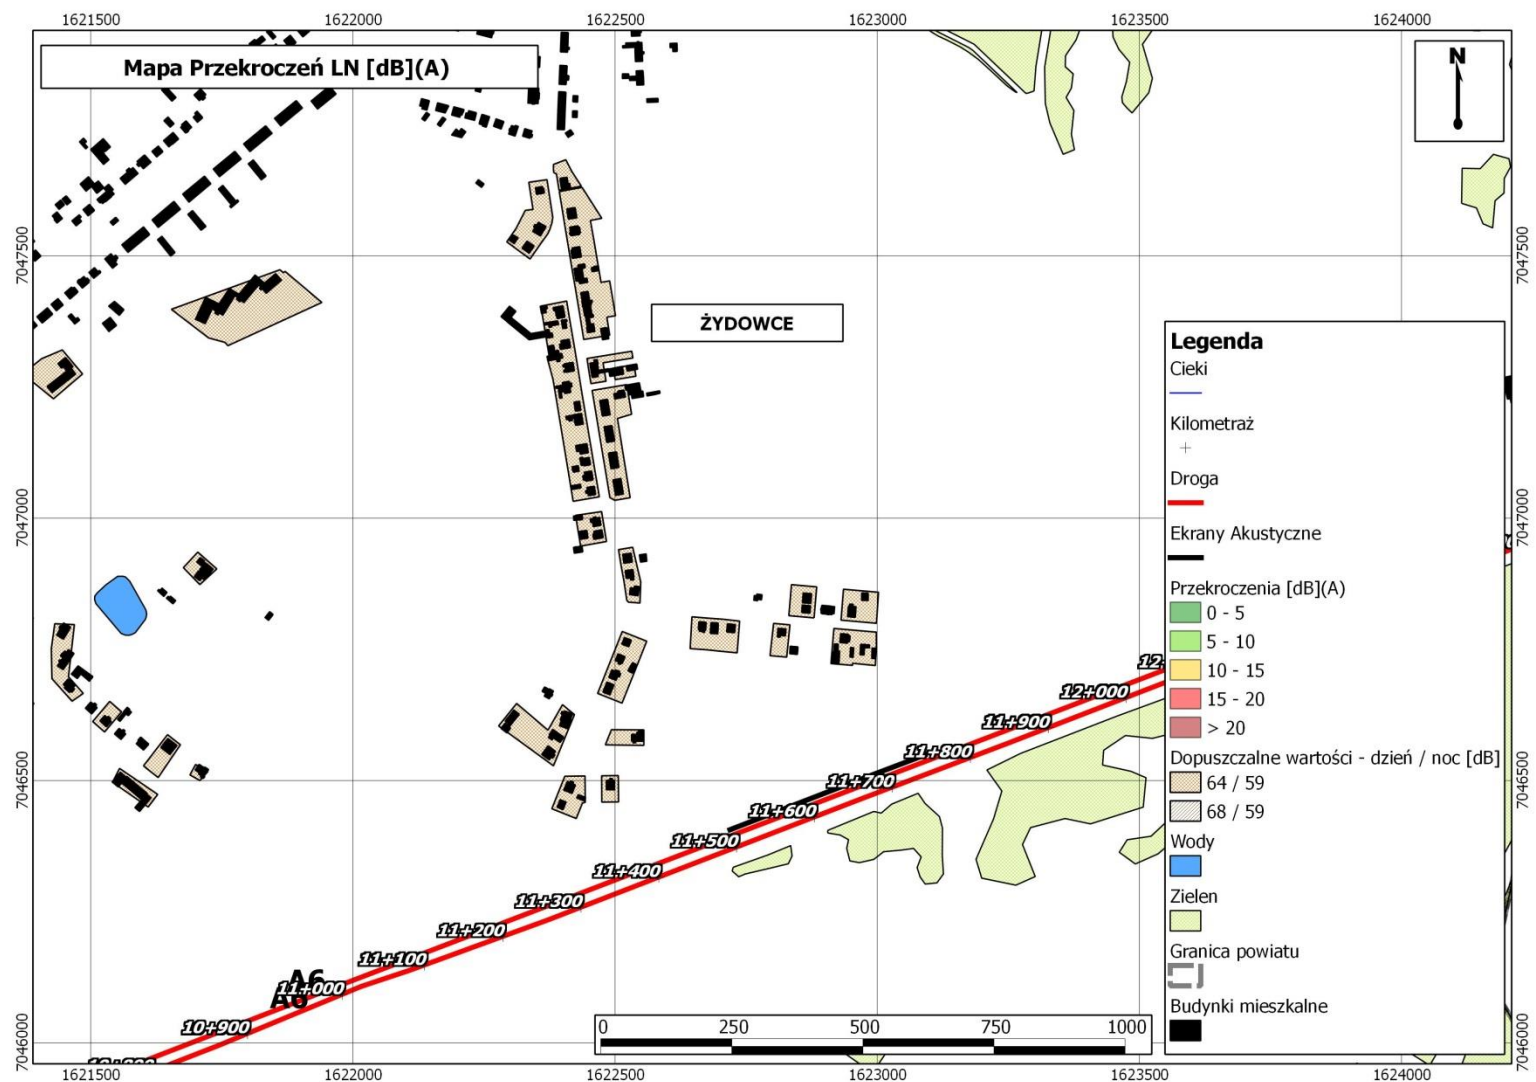 1621500 1622000 1622500 1623000 1623500 1624000
Mapa Przekroczeń LN [dB](A)
N
7047500 7047500
ŻYDOWCE
Legenda
Cieki
Kilometraż
Droga
7047000 7047000
Ekrany Akustyczne
Przekroczenia [dB](A)
0 - 5
5 - 10
10 - 15
15 - 20
> 20
Dopuszczalne wartości - dzień / noc [dB]
64 / 59
68 / 59
Wody
Zielen
Granica powiatu
Budynki mieszkalne
12+000
11+900
11+800
7046500 7046500
11+700
11+600
11+500
11+400
11+300
11+200
11+100
A6
11+000
A6
10+900
0 250 500 750 1000
7046000 7046000
1621500 1622000 1622500 1623000 1623500 1624000